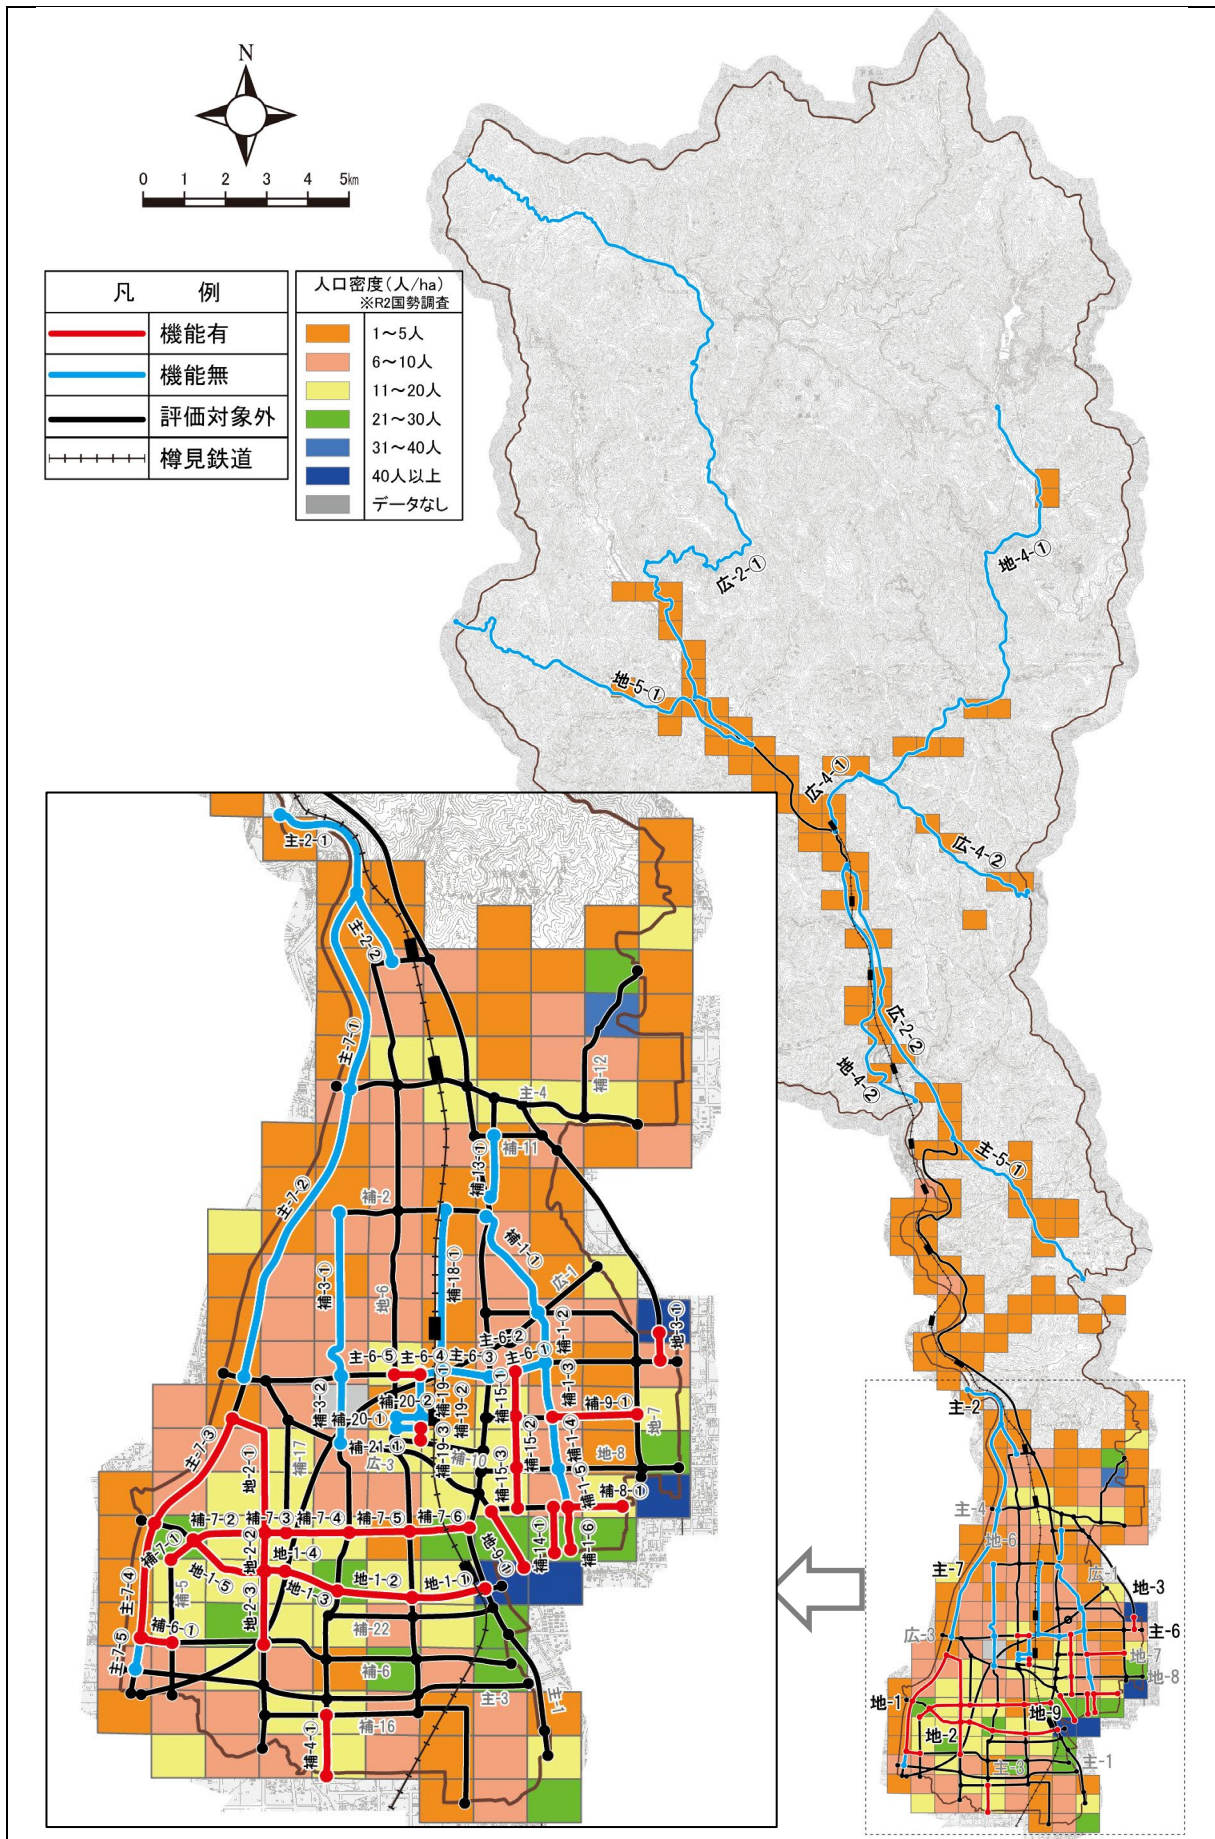 N
0 1 2 3 4 5km
凡 例
機能有
機能無
評価対象外
樽見鉄道
人口密度(人/ha)
※R2国勢調査
1～5人
6～10人
11～20人
21～30人
31～40人
40人以上
データなし
広-2-①
地-4-①
地-5-①
広-4-①
広-4-②
広-2-②
地-4-②
主-5-①
主-2
主-4
地-6
主-7
広-1
地-3
主-6
広-3
地-7
地-8
地-1
地-9
地-2
主-3
主-1
主-2-①
主-2-②
主-7-①
補-12
主-4
補-11
補-13-①
補-2
主-7-②
補-1-①
補-18-①
広-1
補-3-①
地-6
補-1-②
地-3-①
主-6-②
主-6-⑤
主-6-④
主-6-③
主-6-①
補-19-①
補-15-①
補-1-③
補-3-②
補-20-②
補-19-②
補-9-①
補-20-①
補-19-③
補-15-②
補-1-④
地-7
補-21-①
広-3
補-10
地-8
主-7-③
地-2-①
補-17
補-15-③
補-1-⑤
補-8-①
補-7-②
補-7-③
補-7-④
補-7-⑤
補-7-⑥
補-7-①
地-2-②
地-1-④
地-9-①
補-14-①
補-1-⑥
地-1-⑤
地-1-③
地-1-②
地-1-①
主-7-④
補-5
地-2-③
補-6-①
補-22
主-7-⑤
補-6
主-3
主-1
補-16
補-4-①